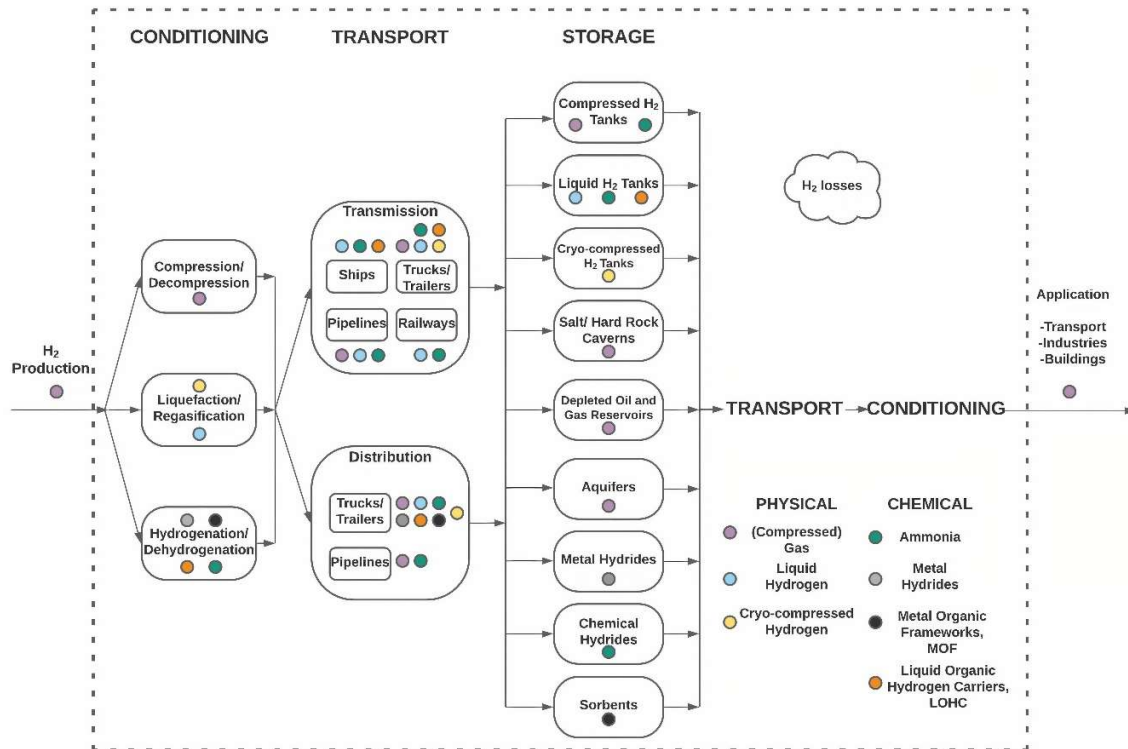 CONDITIONING
TRANSPORT
STORAGE
H₂
Production
Compression/
Decompression
Liquefaction/
Regasification
Hydrogenation/
Dehydrogenation
Transmission
Ships
Trucks/
Trailers
Pipelines
Railways
Distribution
Trucks/
Trailers
Pipelines
Compressed H₂
Tanks
Liquid H₂ Tanks
Cryo-compressed
H₂ Tanks
Salt/ Hard Rock
Caverns
Depleted Oil and
Gas Reservoirs
Aquifers
Metal Hydrides
Chemical
Hydrides
Sorbents
H₂ losses
TRANSPORT
CONDITIONING
Application
-Transport
-Industries
-Buildings
PHYSICAL
(Compressed)
Gas
Liquid
Hydrogen
Cryo-compressed
Hydrogen
CHEMICAL
Ammonia
Metal
Hydrides
Metal Organic
Frameworks,
MOF
Liquid Organic
Hydrogen Carriers,
LOHC